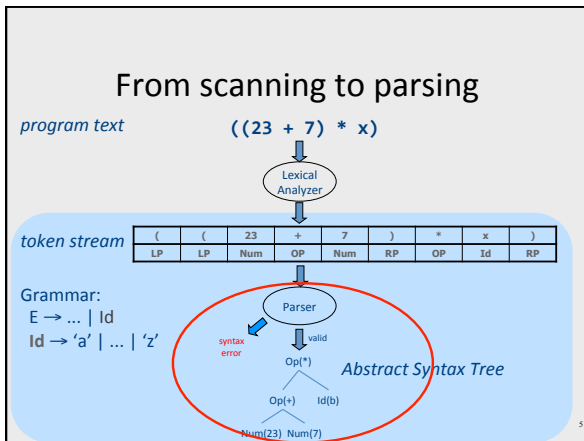 From scanning to parsing
program text
((23 + 7) * x)
Lexical
Analyzer
token stream
( ( 23 + 7 ) * x )
LP LP Num OP Num RP OP Id RP
Grammar:
E → ... | Id
Id → ‘a’ | ... | ‘z’
Parser
syntax
error
valid
Op(*)
Abstract Syntax Tree
Op(+) Id(b)
Num(23) Num(7)
5